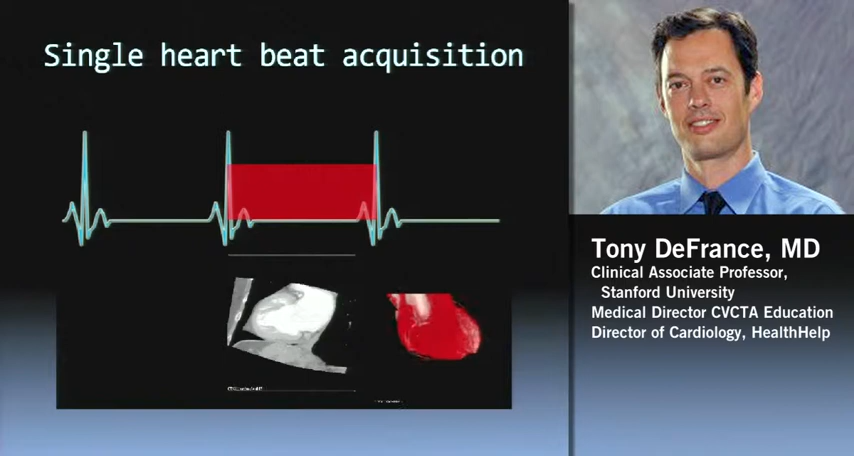 Single heart beat acquisition
Tony DeFrance, MD
Clinical Associate Professor,
Stanford University
Medical Director CVCTA Education
Director of Cardiology, HealthHelp